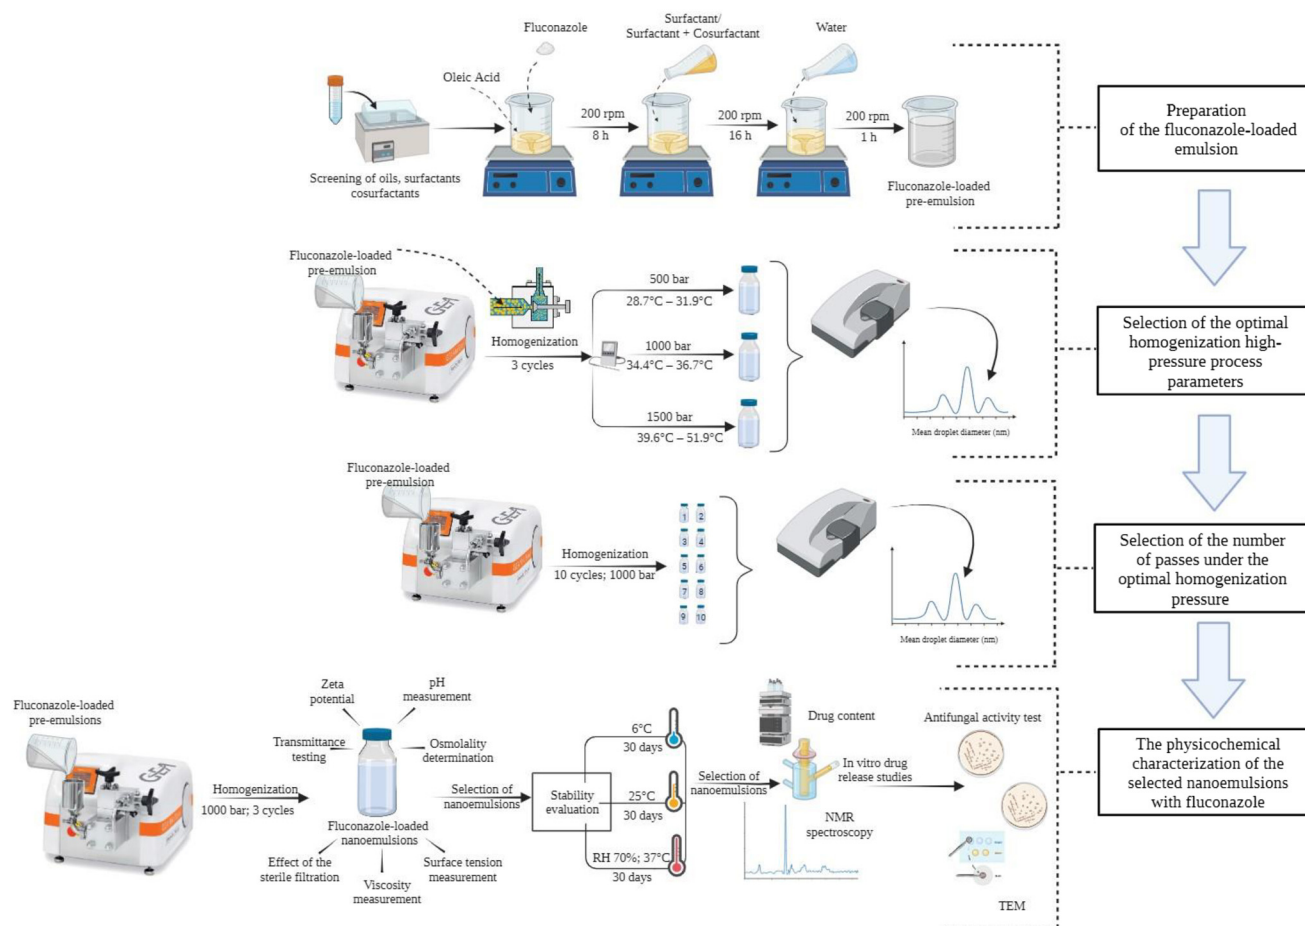 Fluconazole
Surfactant/
Surfactant + Cosurfactant
Water
Oleic Acid
200 rpm
8 h
200 rpm
16 h
200 rpm
1 h
Screening of oils, surfactants
cosurfactants
Fluconazole-loaded
pre-emulsion
Preparation
of the fluconazole-loaded
emulsion
Fluconazole-loaded
pre-emulsion
GEA
Homogenization
3 cycles
500 bar
28.7°C – 31.9°C
1000 bar
34.4°C – 36.7°C
1500 bar
39.6°C – 51.9°C
Mean droplet diameter (nm)
Selection of the optimal
homogenization high-
pressure process
parameters
Fluconazole-loaded
pre-emulsion
GEA
Homogenization
10 cycles; 1000 bar
1 2
3 4
5 6
7 8
9 10
Mean droplet diameter (nm)
Selection of the number
of passes under the
optimal homogenization
pressure
Fluconazole-loaded
pre-emulsions
GEA
Homogenization
1000 bar; 3 cycles
Zeta
potential
pH
measurement
Transmittance
testing
Osmolality
determination
Fluconazole-loaded
nanoemulsions
Effect of the
sterile filtration
Viscosity
measurement
Surface tension
measurement
Selection of
nanoemulsions
Stability
evaluation
6°C
30 days
25°C
30 days
RH 70%; 37°C
30 days
Selection of
nanoemulsions
Drug content
In vitro drug
release studies
NMR
spectroscopy
Antifungal activity test
TEM
The physicochemical
characterization of the
selected nanoemulsions
with fluconazole